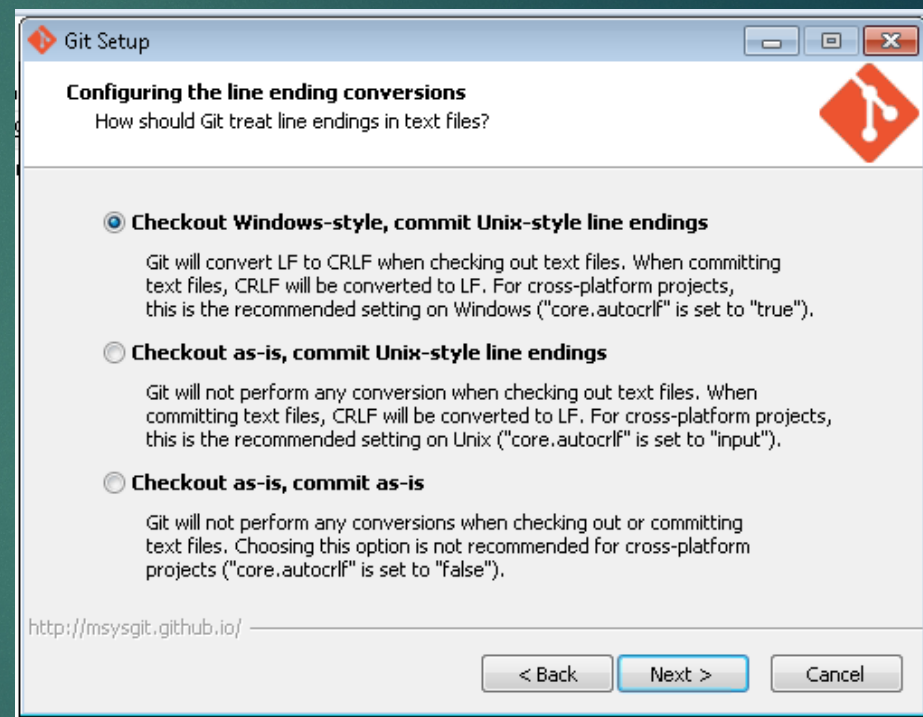 Git Setup
Configuring the line ending conversions
How should Git treat line endings in text files?
Checkout Windows-style, commit Unix-style line endings
Git will convert LF to CRLF when checking out text files. When committing
text files, CRLF will be converted to LF. For cross-platform projects,
this is the recommended setting on Windows ("core.autocrlf" is set to "true").
Checkout as-is, commit Unix-style line endings
Git will not perform any conversion when checking out text files. When
committing text files, CRLF will be converted to LF. For cross-platform projects,
this is the recommended setting on Unix ("core.autocrlf" is set to "input").
Checkout as-is, commit as-is
Git will not perform any conversions when checking out or committing
text files. Choosing this option is not recommended for cross-platform
projects ("core.autocrlf" is set to "false").
http://msysgit.github.io/
< Back Next > Cancel